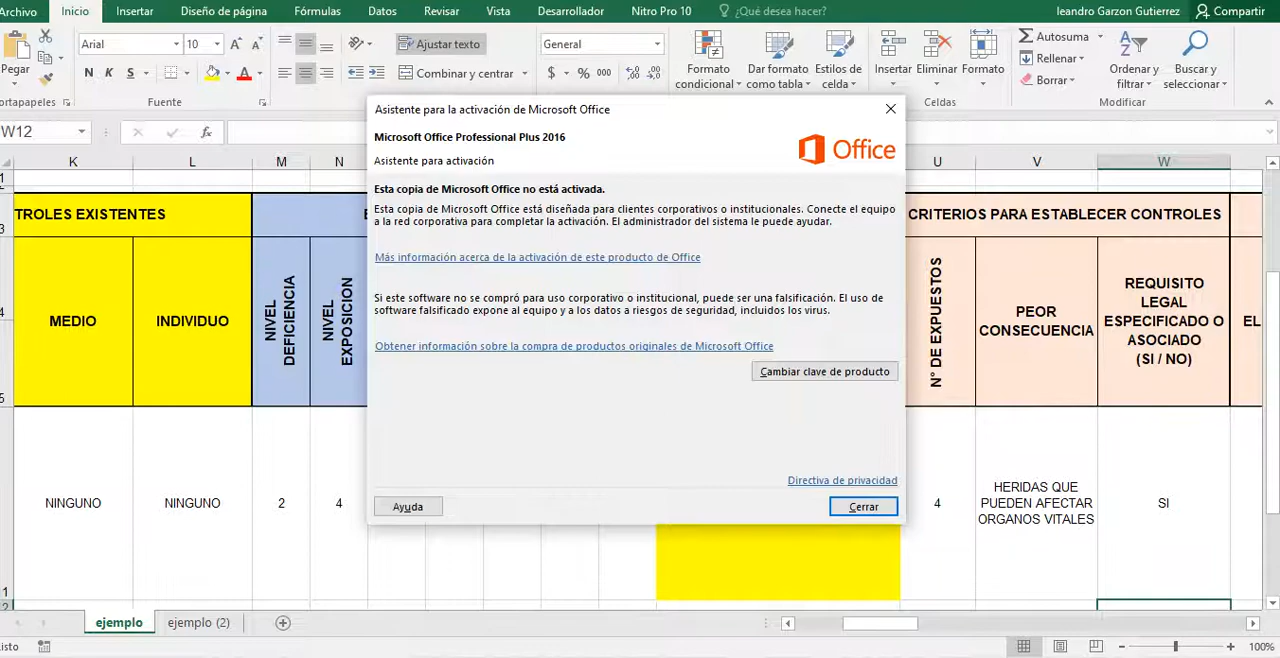 Archivo Inicio Insertar Diseño de página Fórmulas Datos Revisar Vista Desarrollador Nitro Pro 10 ¿Qué desea hacer? leandro Garzon Gutierrez Compartir
Pegar
Arial 10
N K S
Ajustar texto
Combinar y centrar
General
$ % 000
Formato
condicional
Dar formato
como tabla
Estilos de
celda
Insertar Eliminar Formato
Autosuma
Rellenar
Borrar
Ordenar y
filtrar
Buscar y
seleccionar
ortapapeles Fuente Celdas Modificar
W12 fx
K L M N U V W
TROLES EXISTENTES
CRITERIOS PARA ESTABLECER CONTROLES
MEDIO
INDIVIDUO
NIVEL
DEFICIENCIA
NIVEL
EXPOSICION
N° DE EXPUESTOS
PEOR
CONSECUENCIA
REQUISITO
LEGAL
ESPECIFICADO O
ASOCIADO
(SI / NO)
EL
NINGUNO
NINGUNO
2
4
4
HERIDAS QUE
PUEDEN AFECTAR
ORGANOS VITALES
SI
Asistente para la activación de Microsoft Office
Microsoft Office Professional Plus 2016
Asistente para activación
Office
Esta copia de Microsoft Office no está activada.
Esta copia de Microsoft Office está diseñada para clientes corporativos o institucionales. Conecte el equipo
a la red corporativa para completar la activación. El administrador del sistema le puede ayudar.
Más información acerca de la activación de este producto de Office
Si este software no se compró para uso corporativo o institucional, puede ser una falsificación. El uso de
software falsificado expone al equipo y a los datos a riesgos de seguridad, incluidos los virus.
Obtener información sobre la compra de productos originales de Microsoft Office
Cambiar clave de producto
Directiva de privacidad
Ayuda
Cerrar
ejemplo ejemplo (2)
isto
100%